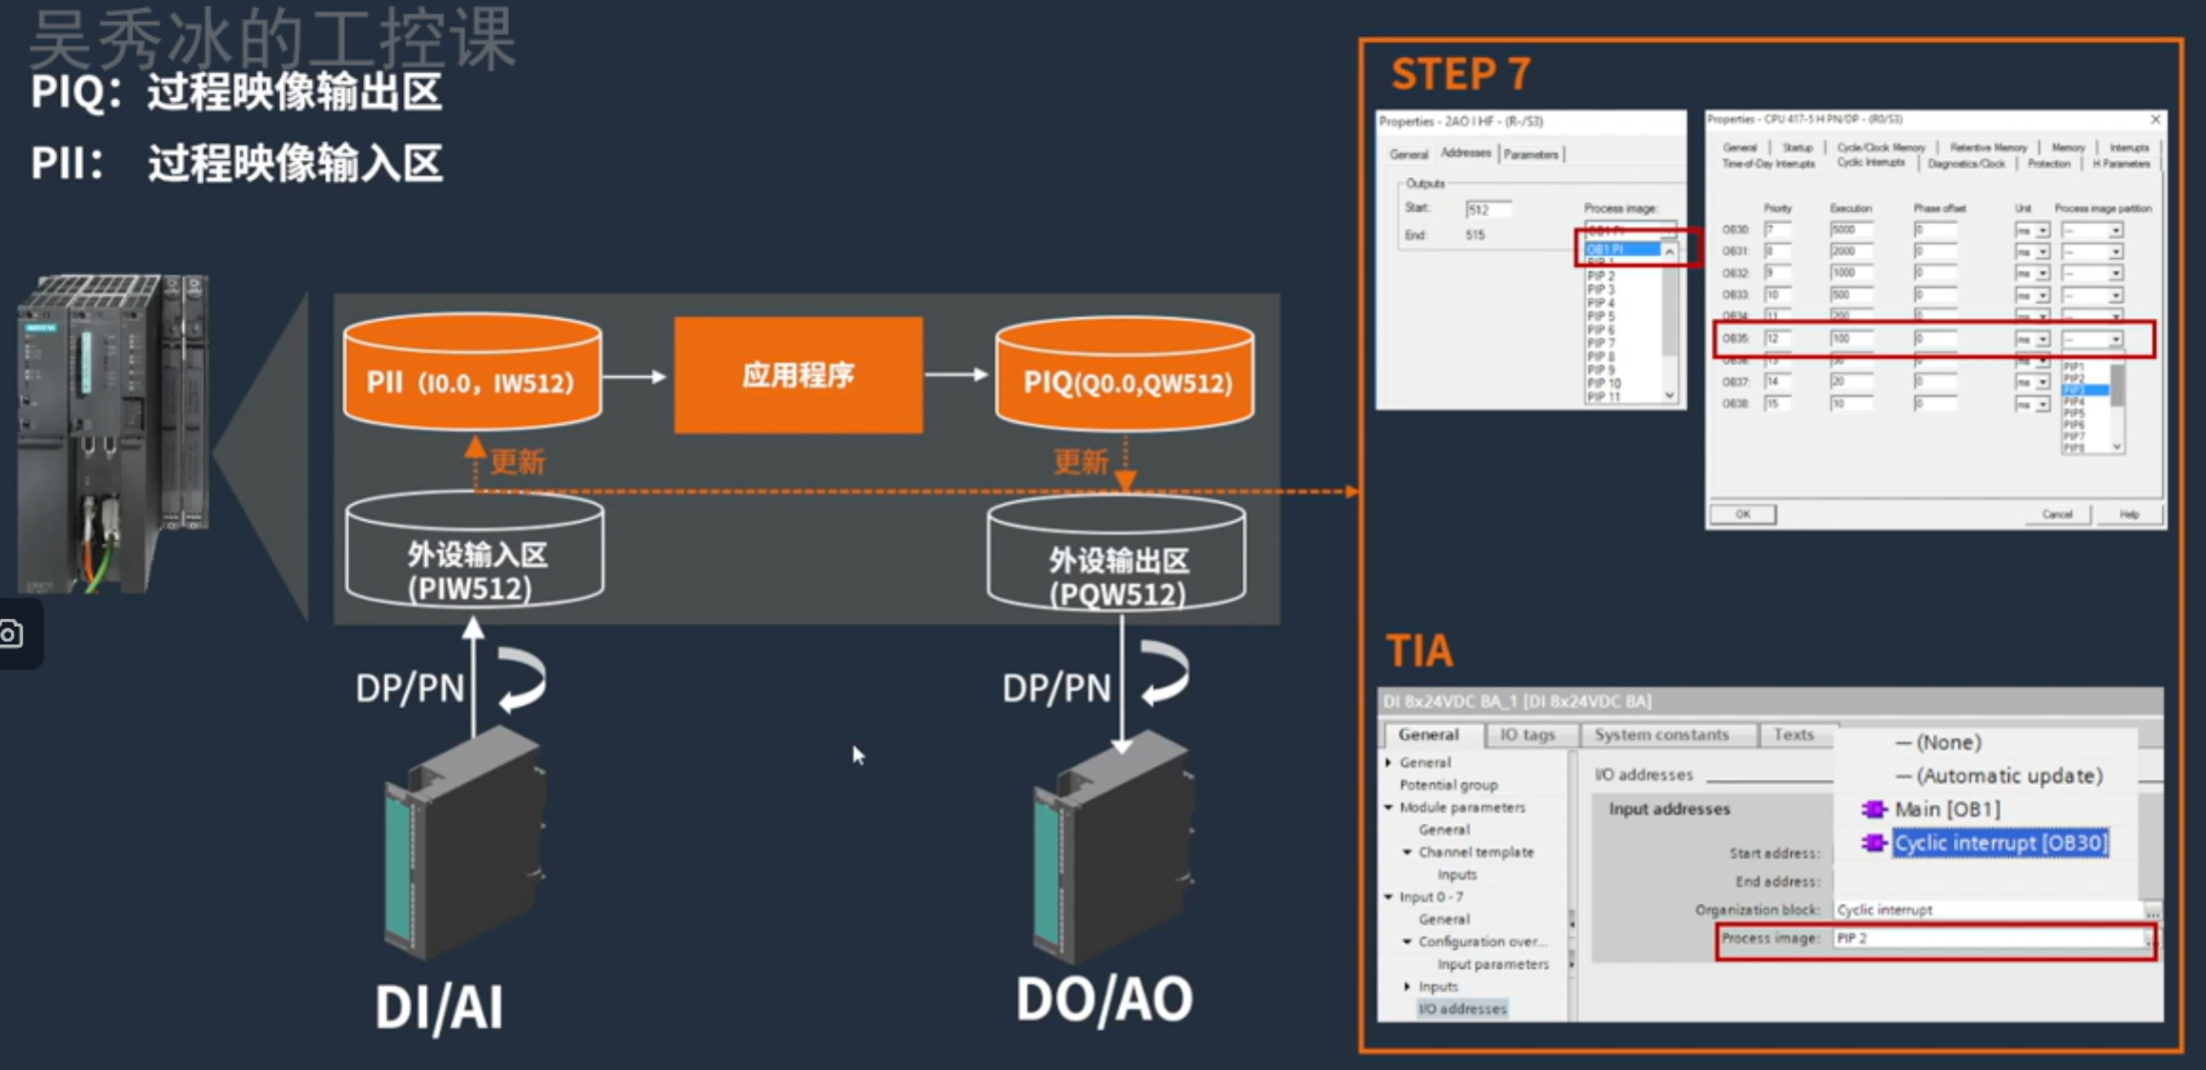 吴秀冰的工控课
PIQ： 过程映像输出区
PII： 过程映像输入区
PII（I0.0，IW512）
应用程序
PIQ(Q0.0,QW512)
更新
更新
外设输入区
(PIW512)
外设输出区
(PQW512)
DP/PN
DP/PN
DI/AI
DO/AO
STEP 7
Properties - 2AO I HF - (R-/S3)
General Addresses Parameters
Outputs
Start: 512 Process image:
End: 515 OB1 PI
OB1 PI
PIP 1
PIP 2
PIP 3
PIP 4
PIP 5
PIP 6
PIP 7
PIP 8
PIP 9
PIP 10
PIP 11
Properties - CPU 417-5 H PN/DP - (R0/S3)
General Startup Cycle/Clock Memory Retentive Memory Memory Interrupts
Time-of-Day Interrupts Cyclic Interrupts Diagnostics/Clock Protection H Parameters
Priority Execution Phase offset Unit Process image partition
OB30: 7 5000 0 ms ---
OB31: 8 2000 0 ms ---
OB32: 9 1000 0 ms ---
OB33: 10 500 0 ms ---
OB34: 11 200 0 ms
OB35: 12 100 0 ms ---
OB36: 13 50 0 ms
OB37: 14 20 0 ms
OB38: 15 10 0 ms
PIP1
PIP2
PIP3
PIP4
PIP5
PIP6
PIP7
PIP8
OK Cancel Help
TIA
DI 8x24VDC BA_1 [DI 8x24VDC BA]
General IO tags System constants Texts
General
Potential group
Module parameters
General
Channel template
Inputs
Input 0 - 7
General
Configuration over...
Input parameters
Inputs
I/O addresses
I/O addresses
Input addresses
Start address:
End address:
Organization block: Cyclic interrupt
Process image: PIP 2
— (None)
— (Automatic update)
Main [OB1]
Cyclic interrupt [OB30]